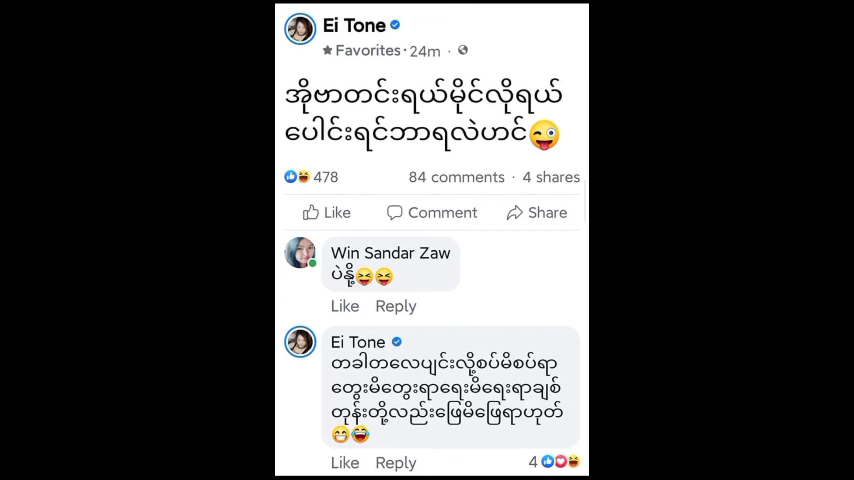 Ei Tone
Favorites · 24m ·
အိုဗာတင်းရယ်မိုင်လိုရယ်
ပေါင်းရင်ဘာရလဲဟင်😜
478 84 comments · 4 shares
Like Comment Share
Win Sandar Zaw
ပဲနို့😝😝
Like Reply
Ei Tone
တခါတလေပျင်းလို့စပ်မိစပ်ရာ
တွေးမိတွေးရာရေးမိရေးရာချစ်
တုန်းတို့လည်းဖြေမိဖြေရာဟုတ်
😁😂
Like Reply 4